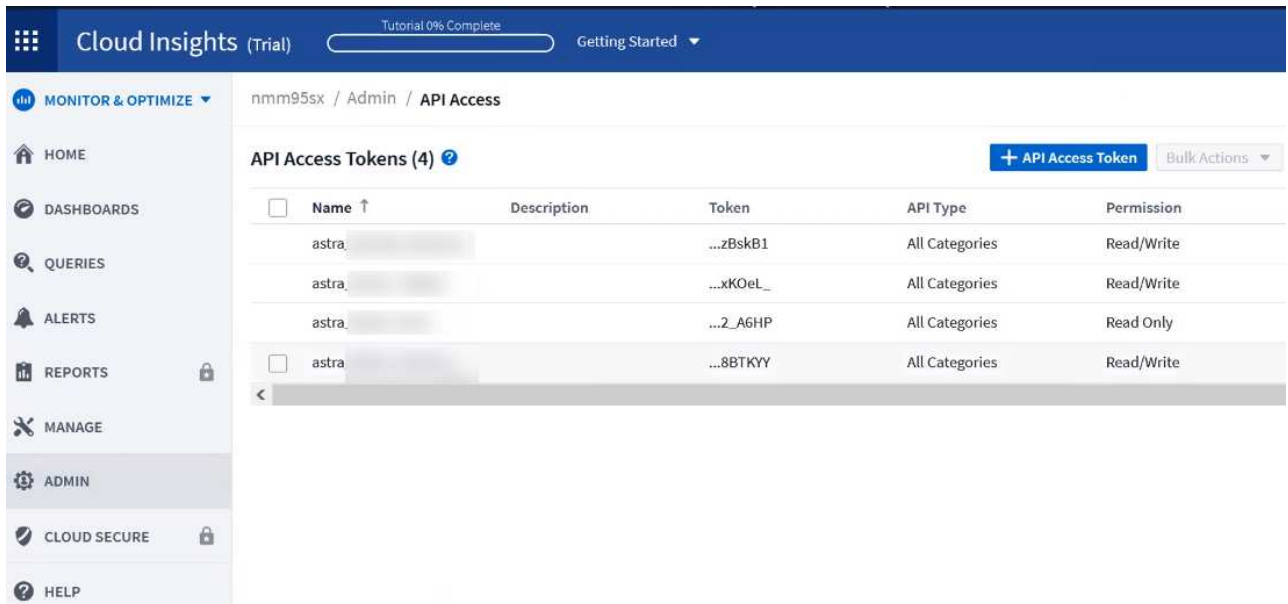 Tutorial 0% Complete
Cloud Insights (Trial)
Getting Started
MONITOR & OPTIMIZE
nmm95sx / Admin / API Access
HOME
API Access Tokens (4)
+ API Access Token
Bulk Actions
DASHBOARDS
Name ↑ Description Token API Type Permission
astra_ ...zBskB1 All Categories Read/Write
QUERIES
astra_ ...xKOeL_ All Categories Read/Write
ALERTS
astra_ ...2_A6HP All Categories Read Only
REPORTS
astra ...8BTKYY All Categories Read/Write
MANAGE
ADMIN
CLOUD SECURE
HELP